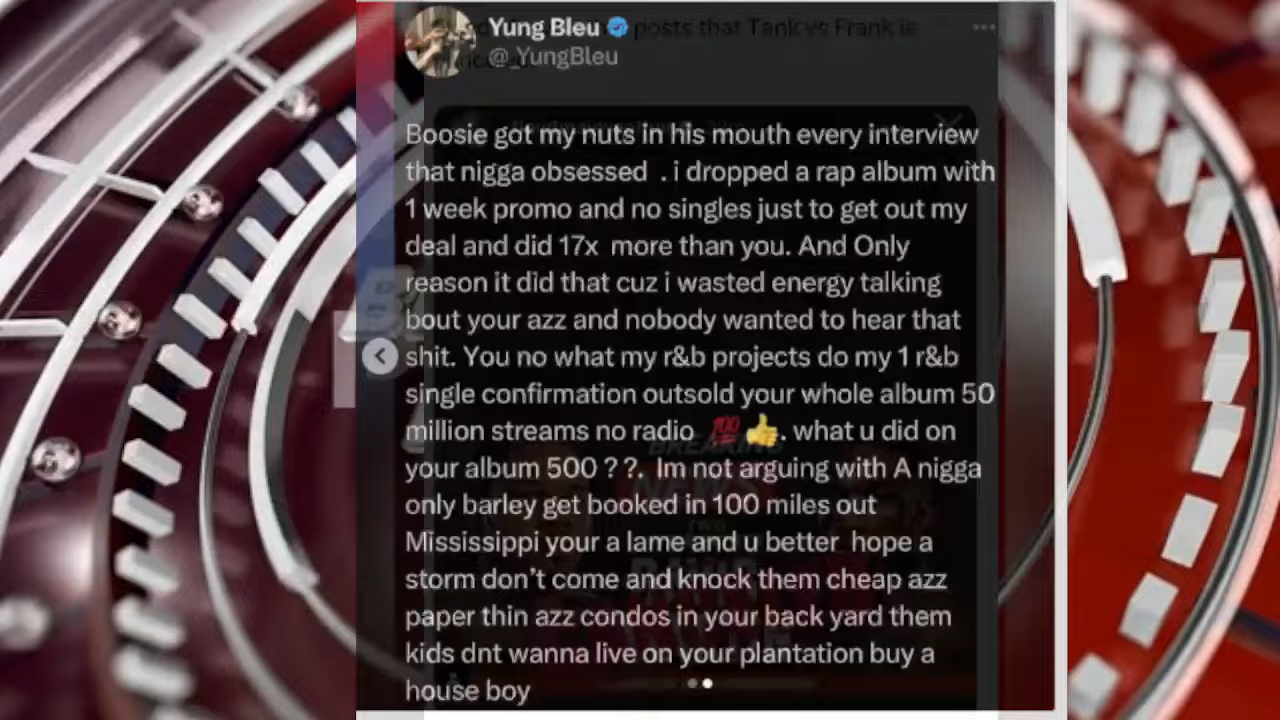 Yung Bleu
posts that Tank vs Frank is
@_YungBleu
Boosie got my nuts in his mouth every interview
that nigga obsessed . i dropped a rap album with
1 week promo and no singles just to get out my
deal and did 17x more than you. And Only
reason it did that cuz i wasted energy talking
bout your azz and nobody wanted to hear that
shit. You no what my r&b projects do my 1 r&b
single confirmation outsold your whole album 50
million streams no radio 💯👍. what u did on
your album 500 ? ?. Im not arguing with A nigga
only barley get booked in 100 miles out
Mississippi your a lame and u better hope a
storm don't come and knock them cheap azz
paper thin azz condos in your back yard them
kids dnt wanna live on your plantation buy a
house boy
BREAKING
NEWS